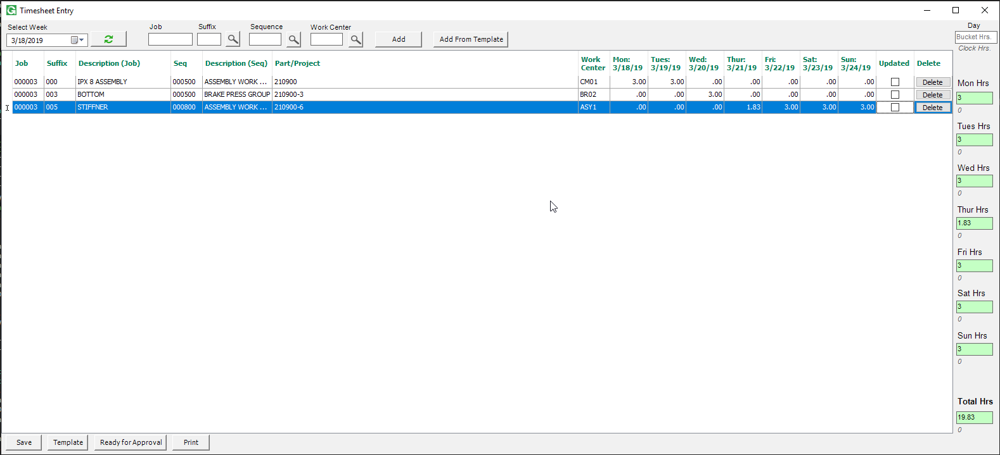 Timesheet Entry
Select Week
Job
Suffix
Sequence
Work Center
Day
3/18/2019
Add
Add From Template
Bucket Hrs.
Clock Hrs.
Job Suffix Description (Job) Seq Description (Seq) Part/Project Work Center Mon: 3/18/19 Tues: 3/19/19 Wed: 3/20/19 Thur: 3/21/19 Fri: 3/22/19 Sat: 3/23/19 Sun: 3/24/19 Updated Delete
000003 000 IPX 8 ASSEMBLY 000500 ASSEMBLY WORK ... 210900 CM01 3.00 3.00 .00 .00 .00 .00 .00 Delete
000003 003 BOTTOM 000500 BRAKE PRESS GROUP 210900-3 BR02 .00 .00 3.00 .00 .00 .00 .00 Delete
000003 005 STIFFNER 000800 ASSEMBLY WORK ... 210900-6 ASY1 .00 .00 .00 1.83 3.00 3.00 3.00 Delete
Mon Hrs
3
0
Tues Hrs
3
0
Wed Hrs
3
0
Thur Hrs
1.83
0
Fri Hrs
3
0
Sat Hrs
3
0
Sun Hrs
3
0
Total Hrs
19.83
0
Save
Template
Ready for Approval
Print